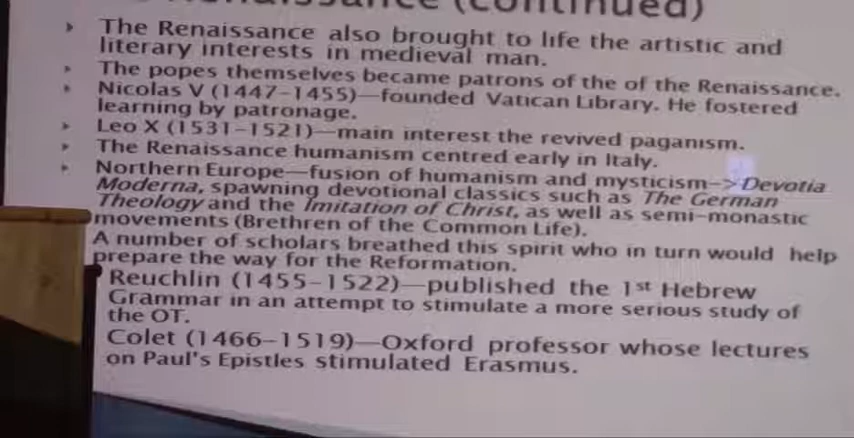 Renaissance (continued)
The Renaissance also brought to life the artistic and
literary interests in medieval man.
The popes themselves became patrons of the of the Renaissance.
Nicolas V (1447-1455)—founded Vatican Library. He fostered
learning by patronage.
Leo X (1531-1521)—main interest the revived paganism.
The Renaissance humanism centred early in Italy.
Northern Europe—fusion of humanism and mysticism->Devotia
Moderna, spawning devotional classics such as The German
Theology and the Imitation of Christ, as well as semi-monastic
movements (Brethren of the Common Life).
A number of scholars breathed this spirit who in turn would help
prepare the way for the Reformation.
Reuchlin (1455-1522)—published the 1st Hebrew
Grammar in an attempt to stimulate a more serious study of
the OT.
Colet (1466-1519)—Oxford professor whose lectures
on Paul's Epistles stimulated Erasmus.